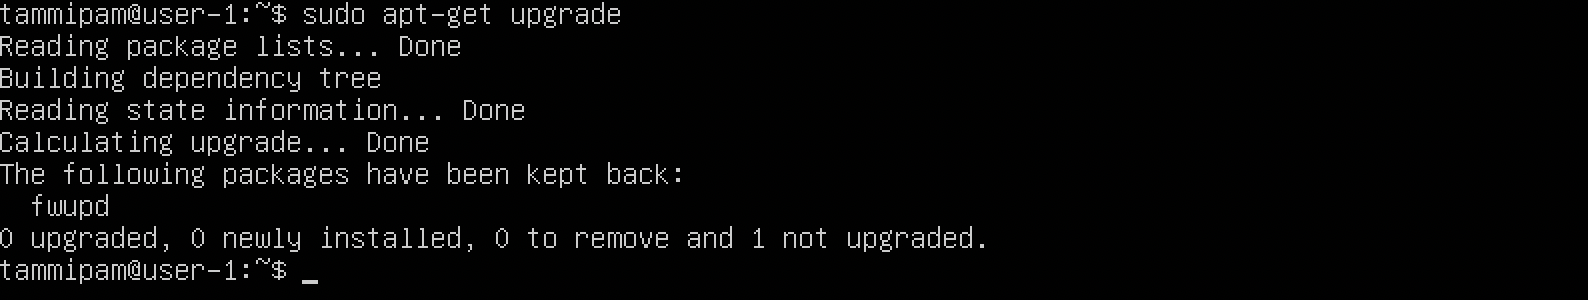 tammipam@user-1:~$ sudo apt-get upgrade
Reading package lists... Done
Building dependency tree
Reading state information... Done
Calculating upgrade... Done
The following packages have been kept back:
  fwupd
0 upgraded, 0 newly installed, 0 to remove and 1 not upgraded.
tammipam@user-1:~$ _